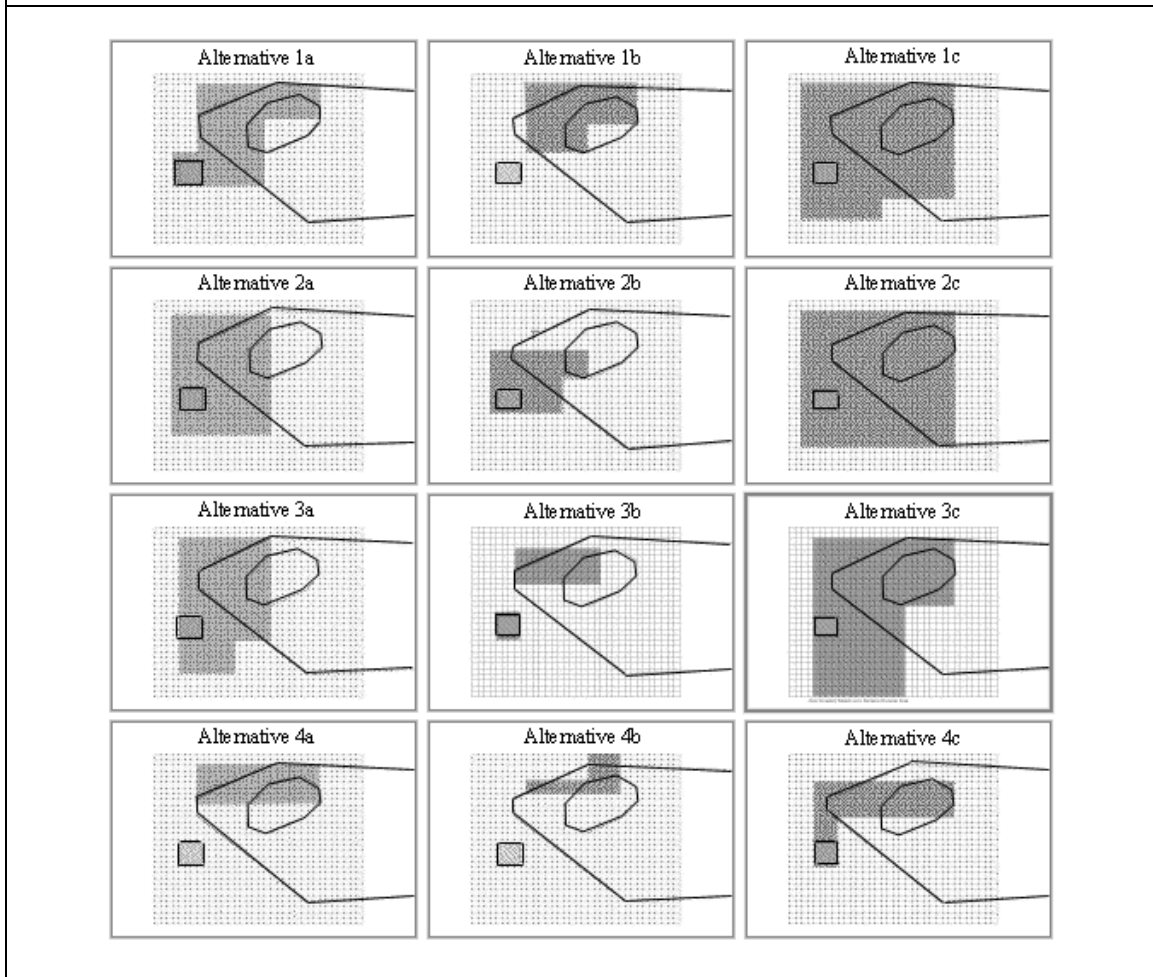 Alternative 1a
Alternative 1b
Alternative 1c
Alternative 2a
Alternative 2b
Alternative 2c
Alternative 3a
Alternative 3b
Alternative 3c
Alternative 4a
Alternative 4b
Alternative 4c